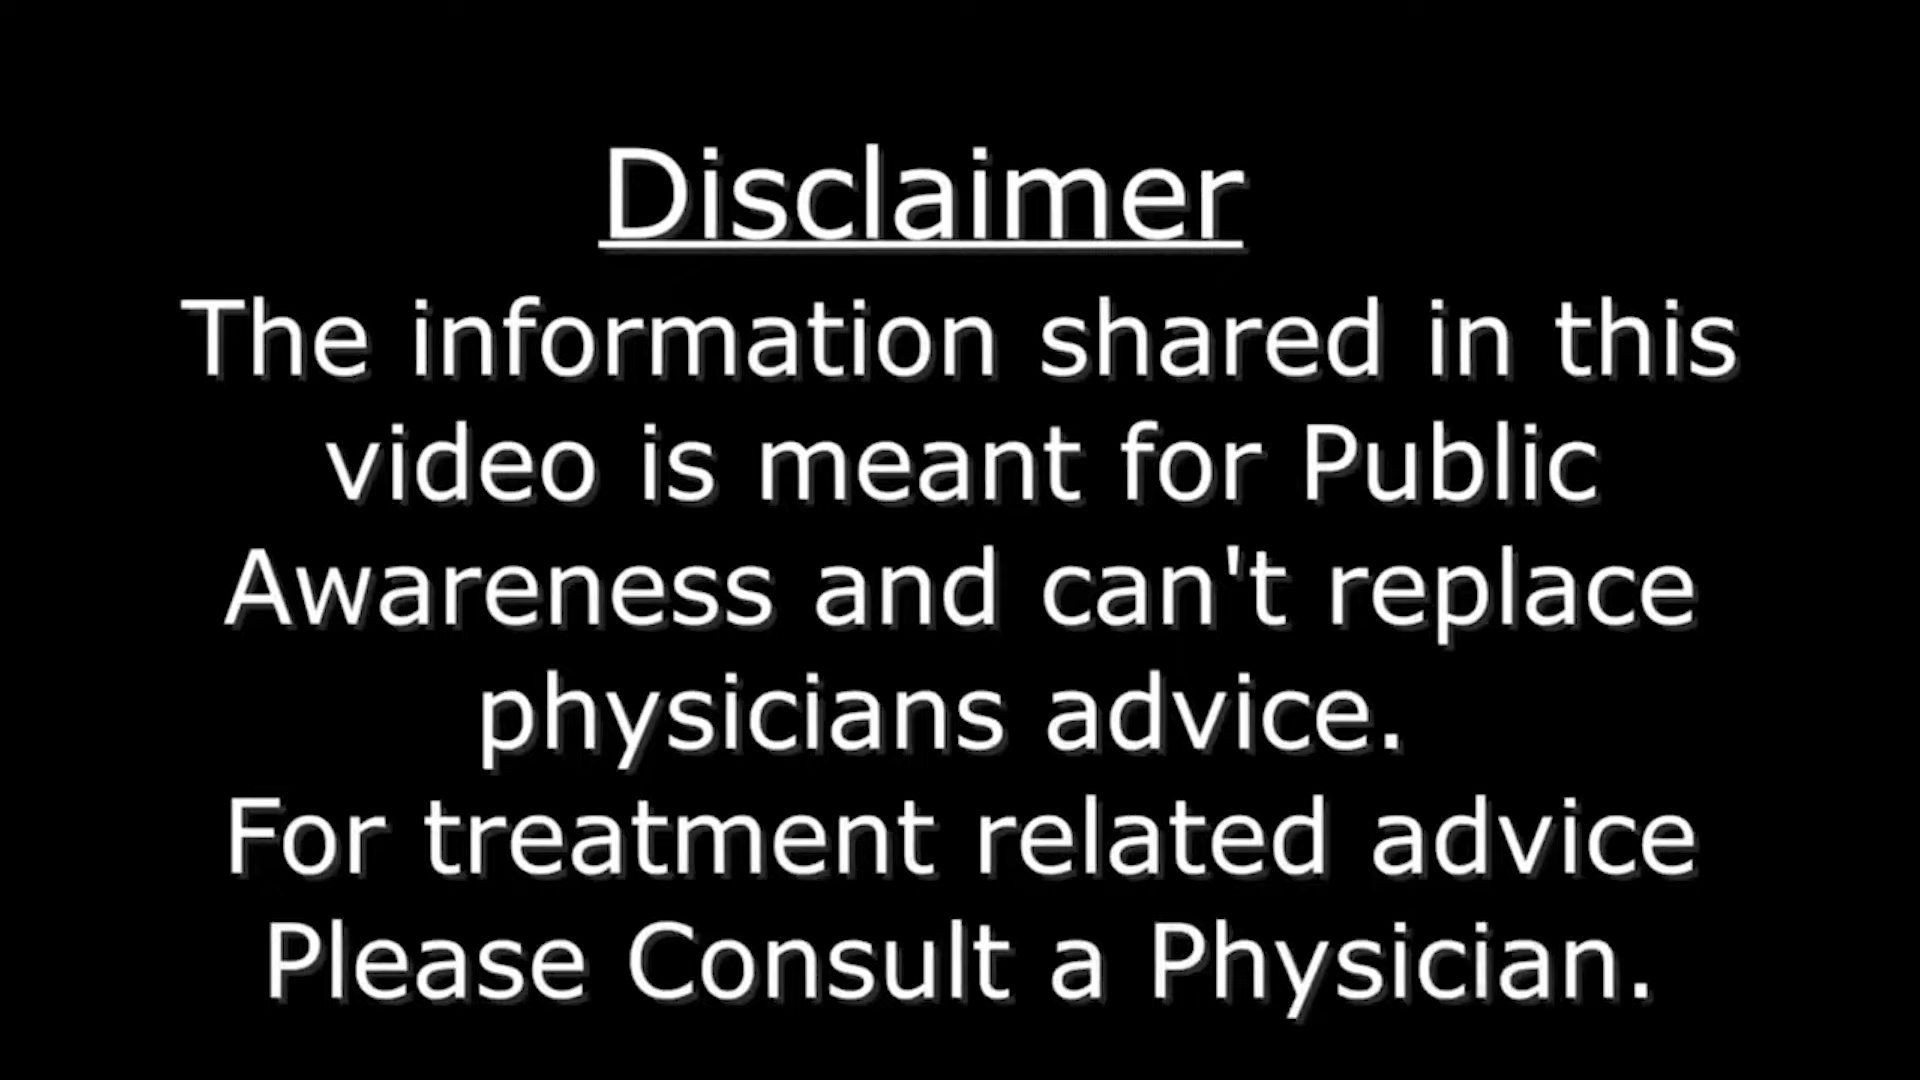 Disclaimer
The information shared in this
video is meant for Public
Awareness and can't replace
physicians advice.
For treatment related advice
Please Consult a Physician.